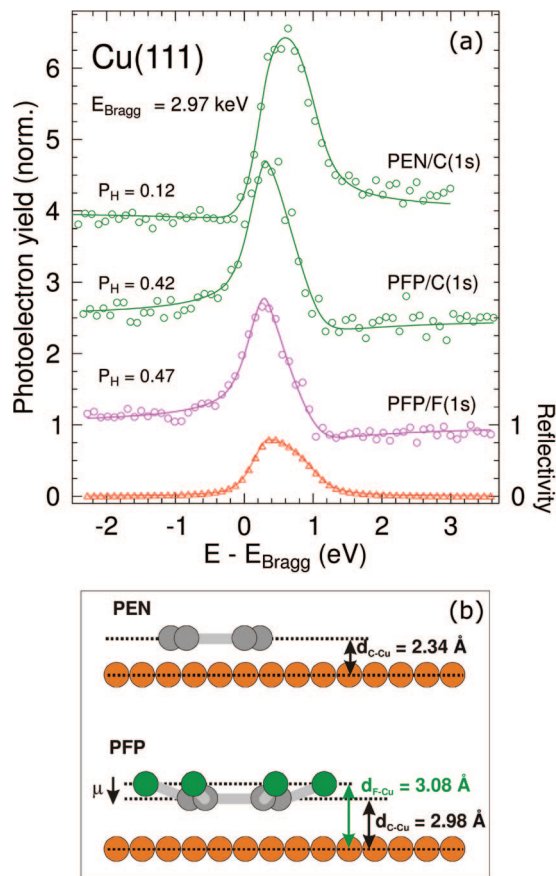 (a)
Cu(111)
E_Bragg = 2.97 keV
PEN/C(1s)
P_H = 0.12
P_H = 0.42
PFP/C(1s)
P_H = 0.47
PFP/F(1s)
Photoelectron yield (norm.)
6
5
4
3
2
1
0
1
0
Reflectivity
-2
-1
0
1
2
3
E - E_Bragg (eV)
(b)
PEN
d_C-Cu = 2.34 Å
PFP
μ
d_F-Cu = 3.08 Å
d_C-Cu = 2.98 Å